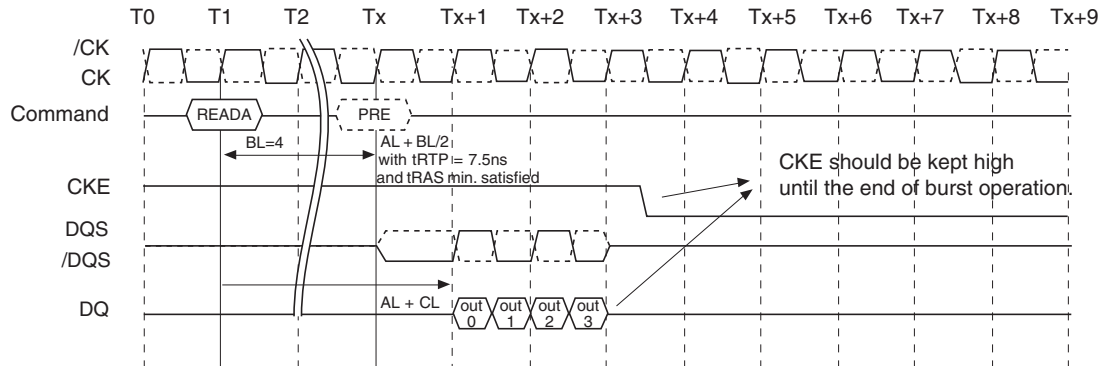 T0 T1 T2 Tx Tx+1 Tx+2 Tx+3 Tx+4 Tx+5 Tx+6 Tx+7 Tx+8 Tx+9
/CK
CK
Command READA PRE
BL=4 AL + BL/2
with tRTP = 7.5ns
and tRAS min. satisfied
CKE should be kept high
until the end of burst operation.
CKE
DQS
/DQS
AL + CL
DQ out 0 out 1 out 2 out 3